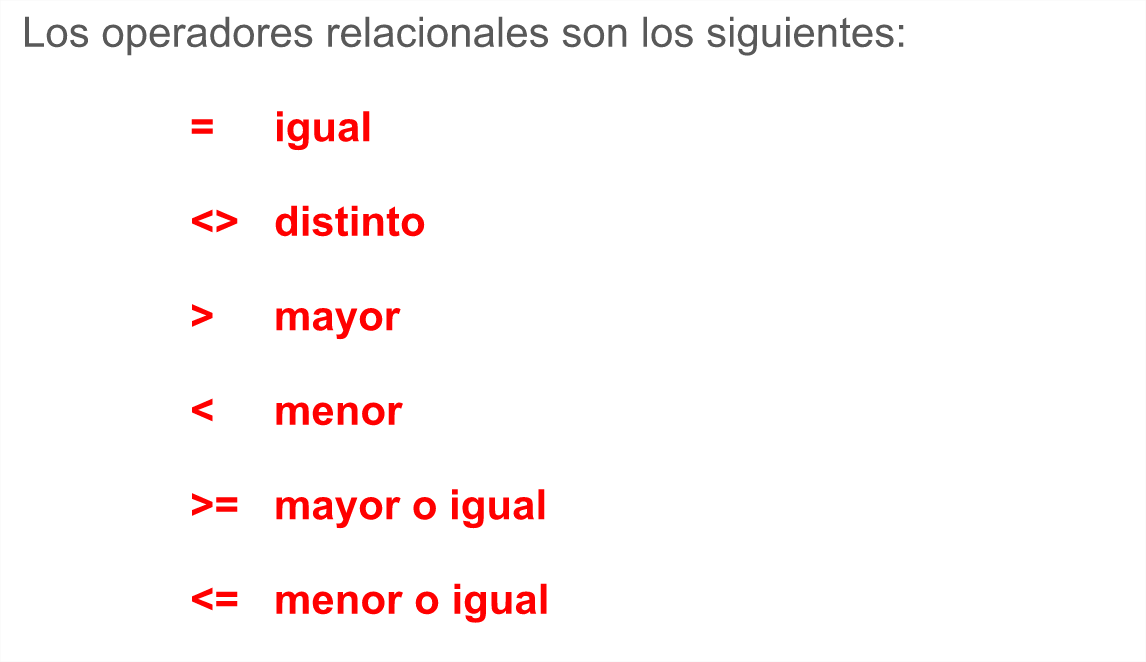 Los operadores relacionales son los siguientes:
= igual
<> distinto
> mayor
< menor
>= mayor o igual
<= menor o igual